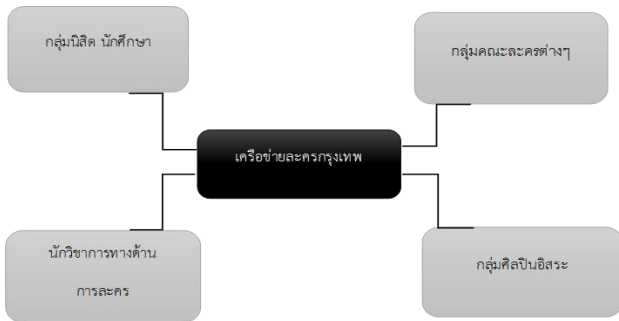 กลุ่มนิสิต นักศึกษา
กลุ่มคณะละครต่างๆ
เครือข่ายละครกรุงเทพ
นักวิชาการทางด้าน
การละคร
กลุ่มศิลปินอิสระ